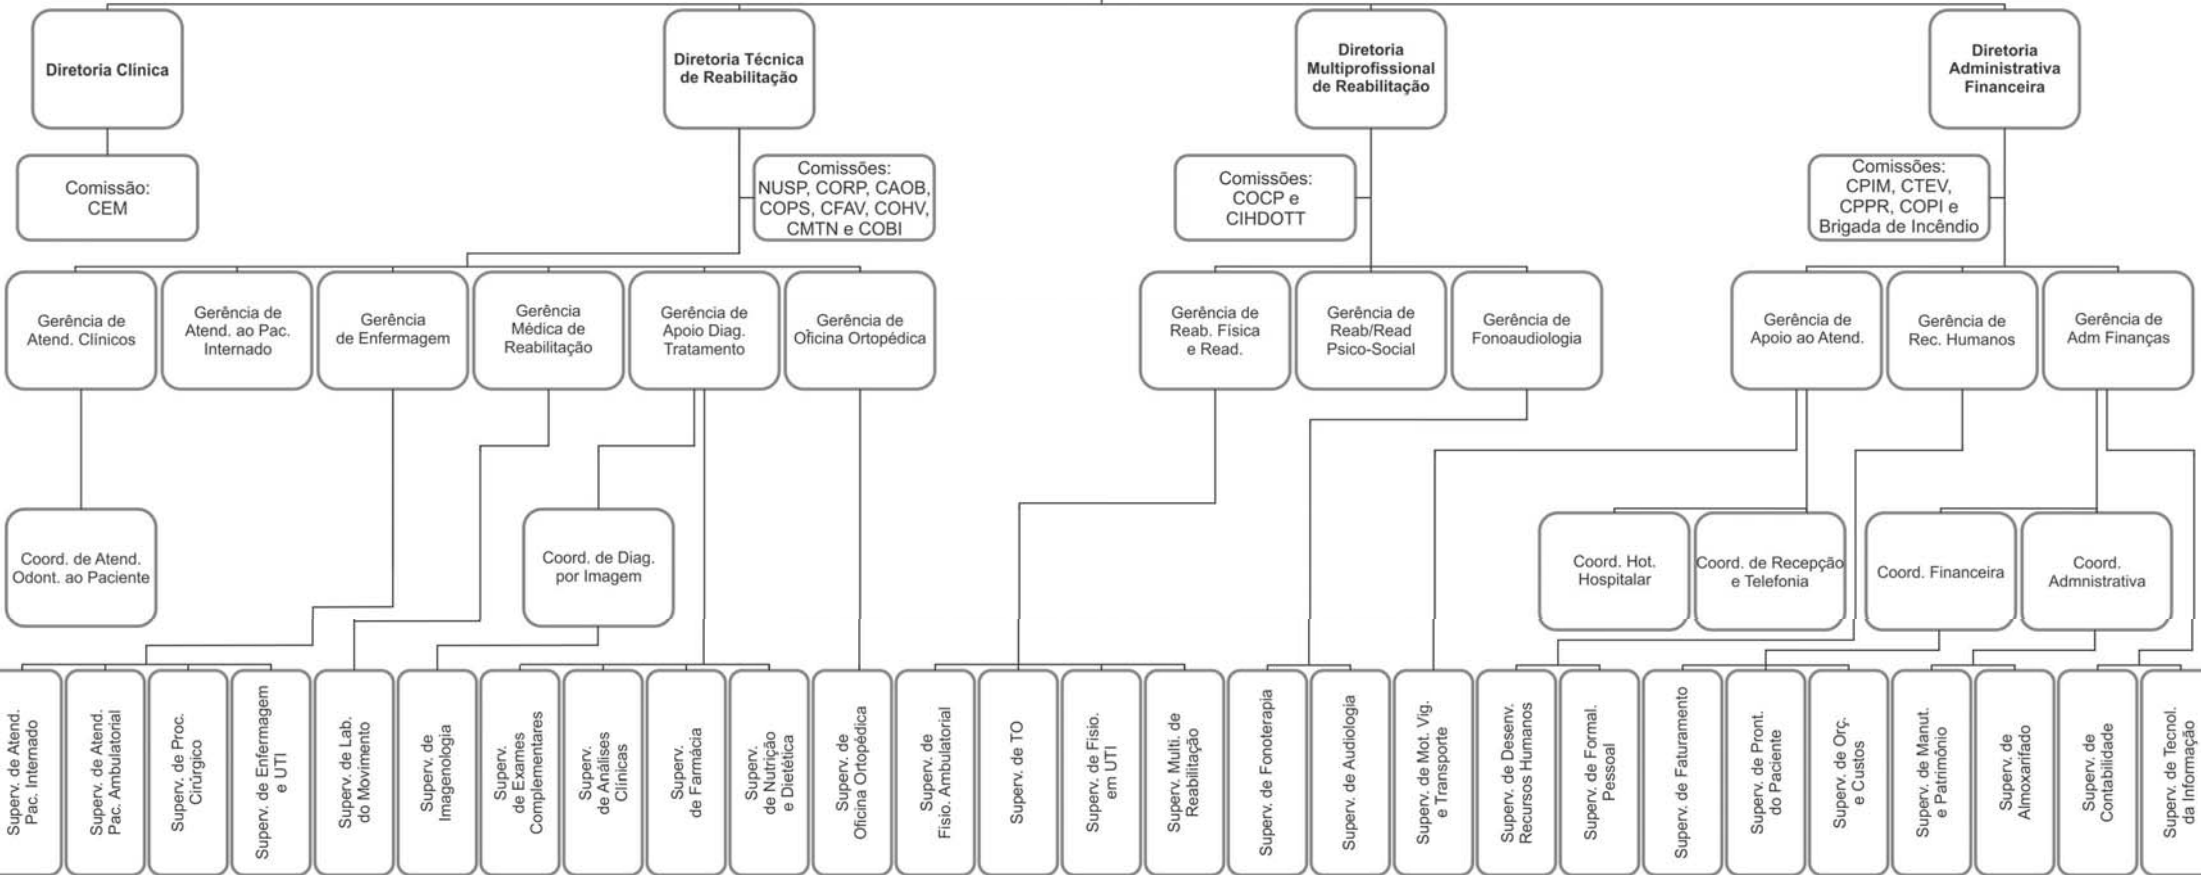 Diretoria Clínica
Diretoria Técnica
de Reabilitação
Diretoria
Multiprofissional
de Reabilitação
Diretoria
Administrativa
Financeira
Comissão:
CEM
Comissões:
NUSP, CORP, CAOB,
COPS, CFAV, COHV,
CMTN e COBI
Comissões:
COCP e
CIHDOTT
Comissões:
CPIM, CTEV,
CPPR, COPI e
Brigada de Incêndio
Gerência de
Atend. Clínicos
Gerência de
Atend. ao Pac.
Internado
Gerência
de Enfermagem
Gerência
Médica de
Reabilitação
Gerência de
Apoio Diag.
Tratamento
Gerência de
Oficina Ortopédica
Gerência de
Reab. Física
e Read.
Gerência de
Reab/Read
Psico-Social
Gerência de
Fonoaudiologia
Gerência de
Apoio ao Atend.
Gerência de
Rec. Humanos
Gerência de
Adm Finanças
Coord. de Atend.
Odont. ao Paciente
Coord. de Diag.
por Imagem
Coord. Hot.
Hospitalar
Coord. de Recepção
e Telefonia
Coord. Financeira
Coord.
Admnistrativa
Superv. de Atend.
Pac. Internado
Superv. de Atend.
Pac. Ambulatorial
Superv. de Proc.
Cirúrgico
Superv. de Enfermagem
e UTI
Superv. de Lab.
do Movimento
Superv. de
Imagenologia
Superv.
de Exames
Complementares
Superv.
de Análises
Clínicas
Superv.
de Farmácia
Superv.
de Nutrição
e Dietética
Superv. de
Oficina Ortopédica
Superv. de
Fisio. Ambulatorial
Superv. de TO
Superv. de Fisio.
em UTI
Superv. Multi. de
Reabilitação
Superv. de Fonoterapia
Superv. de Audiologia
Superv. de Mot. Vig.
e Transporte
Superv. de Desenv.
Recursos Humanos
Superv. de Formal.
Pessoal
Superv. de Faturamento
Superv. de Pront.
do Paciente
Superv. de Orç.
e Custos
Superv. de Manut.
e Patrimônio
Superv. de
Almoxarifado
Superv. de
Contabilidade
Superv. de Tecnol.
da Informação